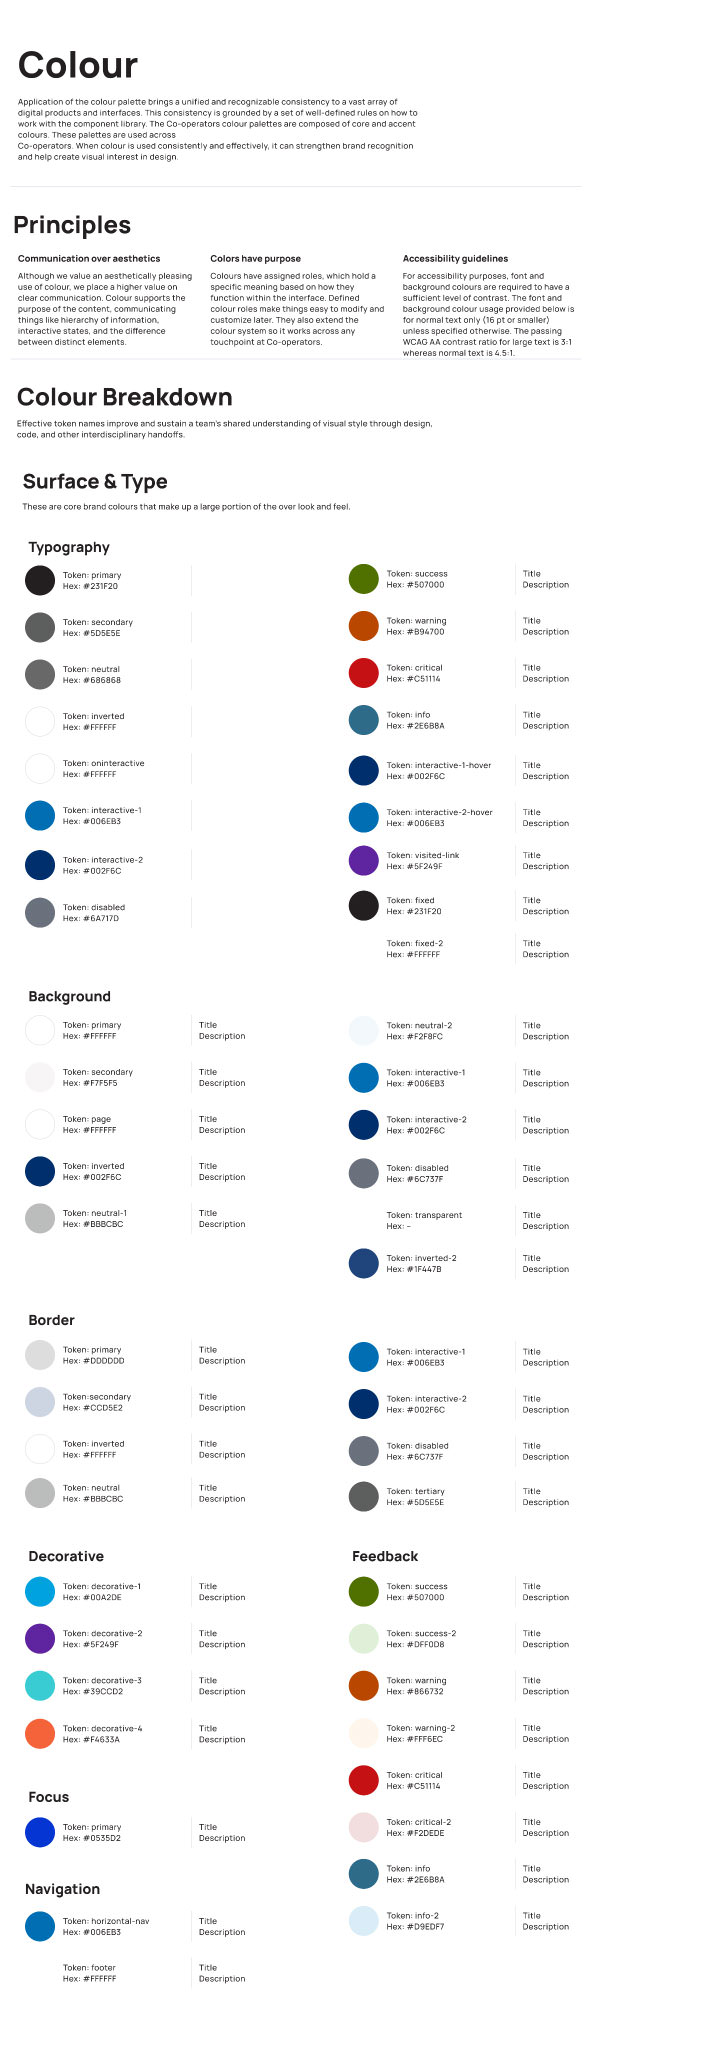 Colour
Application of the colour palette brings a unified and recognizable consistency to a vast array of
digital products and interfaces. This consistency is grounded by a set of well-defined rules on how to
work with the component library. The Co-operators colour palettes are composed of core and accent
colours. These palettes are used across
Co-operators. When colour is used consistently and effectively, it can strengthen brand recognition
and help create visual interest in design.
Principles
Communication over aesthetics
Although we value an aesthetically pleasing
use of colour, we place a higher value on
clear communication. Colour supports the
purpose of the content, communicating
things like hierarchy of information,
interactive states, and the difference
between distinct elements.
Colors have purpose
Colours have assigned roles, which hold a
specific meaning based on how they
function within the interface. Defined
colour roles make things easy to modify and
customize later. They also extend the
colour system so it works across any
touchpoint at Co-operators.
Accessibility guidelines
For accessibility purposes, font and
background colours are required to have a
sufficient level of contrast. The font and
background colour usage provided below is
for normal text only (16 pt or smaller)
unless specified otherwise. The passing
WCAG AA contrast ratio for large text is 3:1
whereas normal text is 4.5:1.
Colour Breakdown
Effective token names improve and sustain a team's shared understanding of visual style through design,
code, and other interdisciplinary handoffs.
Surface & Type
These are core brand colours that make up a large portion of the over look and feel.
Typography
Token: primary
Hex: #231F20
Token: secondary
Hex: #5D5E5E
Token: neutral
Hex: #686868
Token: inverted
Hex: #FFFFFF
Token: oninteractive
Hex: #FFFFFF
Token: interactive-1
Hex: #006EB3
Token: interactive-2
Hex: #002F6C
Token: disabled
Hex: #6A717D
Token: success
Hex: #507000
Title
Description
Token: warning
Hex: #B94700
Title
Description
Token: critical
Hex: #C51114
Title
Description
Token: info
Hex: #2E6B8A
Title
Description
Token: interactive-1-hover
Hex: #002F6C
Title
Description
Token: interactive-2-hover
Hex: #006EB3
Title
Description
Token: visited-link
Hex: #5F249F
Title
Description
Token: fixed
Hex: #231F20
Title
Description
Token: fixed-2
Hex: #FFFFFF
Title
Description
Background
Token: primary
Hex: #FFFFFF
Title
Description
Token: secondary
Hex: #F7F5F5
Title
Description
Token: page
Hex: #FFFFFF
Title
Description
Token: inverted
Hex: #002F6C
Title
Description
Token: neutral-1
Hex: #BBBCBC
Title
Description
Token: neutral-2
Hex: #F2F8FC
Title
Description
Token: interactive-1
Hex: #006EB3
Title
Description
Token: interactive-2
Hex: #002F6C
Title
Description
Token: disabled
Hex: #6C737F
Title
Description
Token: transparent
Hex: -
Title
Description
Token: inverted-2
Hex: #1F447B
Title
Description
Border
Token: primary
Hex: #DDDDDD
Title
Description
Token:secondary
Hex: #CCD5E2
Title
Description
Token: inverted
Hex: #FFFFFF
Title
Description
Token: neutral
Hex: #BBBCBC
Title
Description
Token: interactive-1
Hex: #006EB3
Title
Description
Token: interactive-2
Hex: #002F6C
Title
Description
Token: disabled
Hex: #6C737F
Title
Description
Token: tertiary
Hex: #5D5E5E
Title
Description
Decorative
Token: decorative-1
Hex: #00A2DE
Title
Description
Token: decorative-2
Hex: #5F249F
Title
Description
Token: decorative-3
Hex: #39CCD2
Title
Description
Token: decorative-4
Hex: #F4633A
Title
Description
Focus
Token: primary
Hex: #0535D2
Title
Description
Navigation
Token: horizontal-nav
Hex: #006EB3
Title
Description
Token: footer
Hex: #FFFFFF
Title
Description
Feedback
Token: success
Hex: #507000
Title
Description
Token: success-2
Hex: #DFF0D8
Title
Description
Token: warning
Hex: #866732
Title
Description
Token: warning-2
Hex: #FFF6EC
Title
Description
Token: critical
Hex: #C51114
Title
Description
Token: critical-2
Hex: #F2DEDE
Title
Description
Token: info
Hex: #2E6B8A
Title
Description
Token: info-2
Hex: #D9EDF7
Title
Description